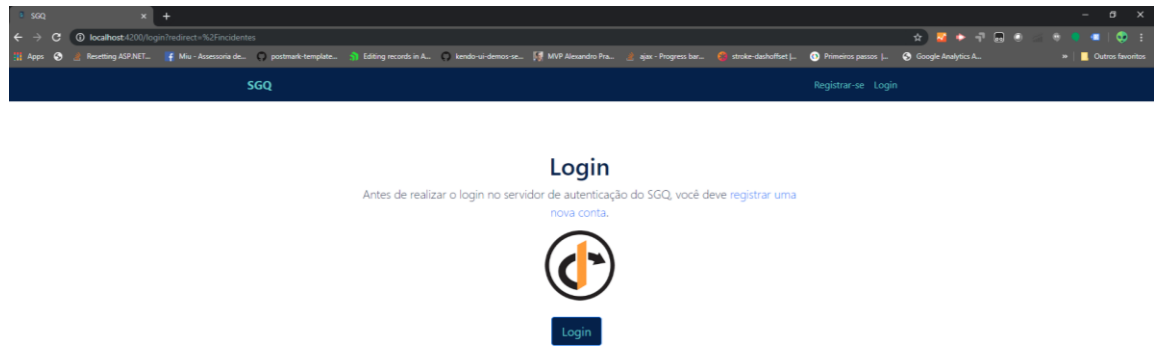 SGQ
localhost:4200/login?redirect=%2Fincidentes
Apps Resetting ASP.NET... Miu - Assessoria de... postmark-template... Editing records in A... kendo-ui-demos-se... MVP Alexandro Pra... ajax - Progress bar... stroke-dashoffset |... Primeiros passos |... Google Analytics A... » Outros favoritos
SGQ Registrar-se Login
Login
Antes de realizar o login no servidor de autenticação do SGQ, você deve registrar uma
nova conta.
Login